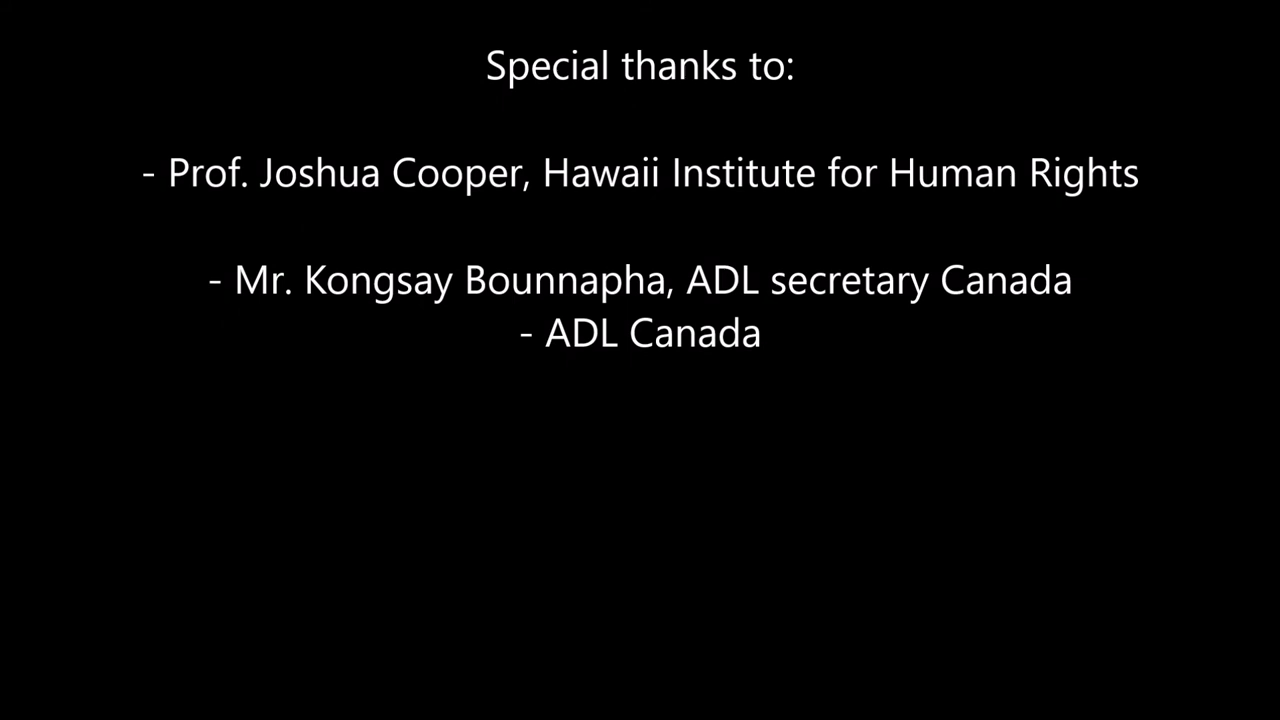 Special thanks to:
- Prof. Joshua Cooper, Hawaii Institute for Human Rights
- Mr. Kongsay Bounnapha, ADL secretary Canada
- ADL Canada